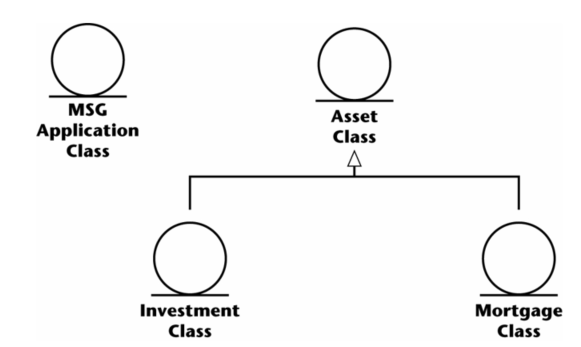 MSG
Application
Class
Asset
Class
Investment
Class
Mortgage
Class